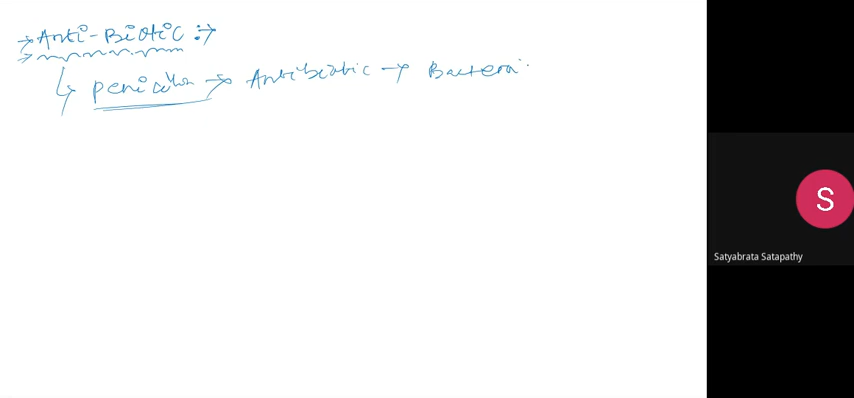 → Anti-Biotic :→
↳ penicillin → Antibiotic → Bacteria.
Satyabrata Satapathy
S